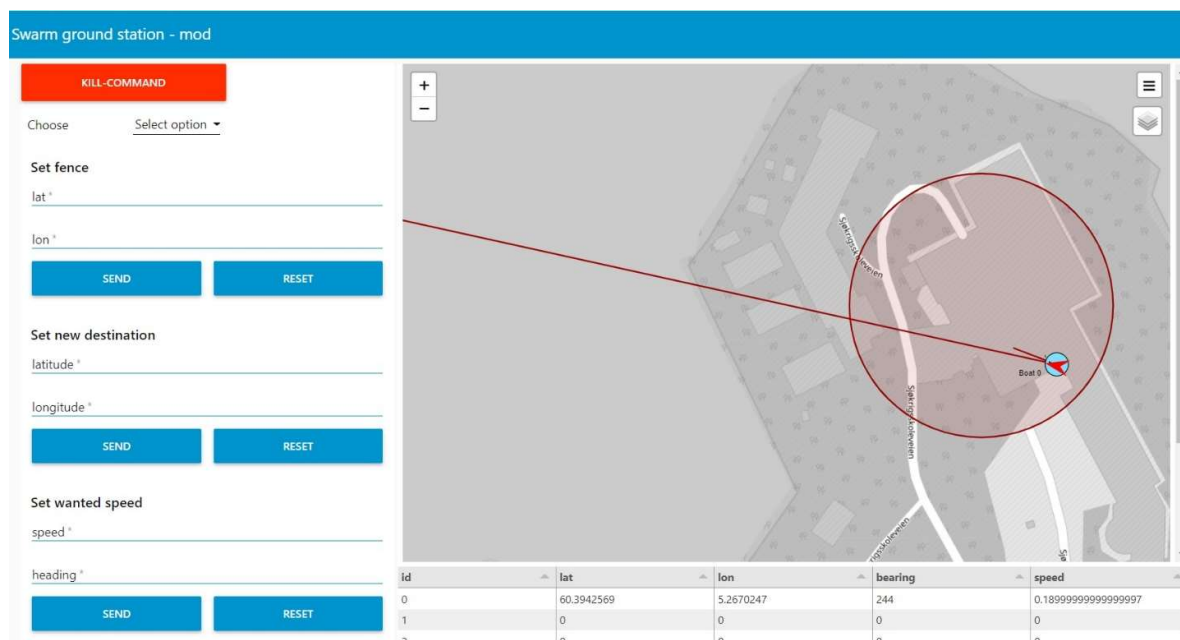 Swarm ground station - mod
KILL-COMMAND
Choose Select option
Set fence
lat *
lon *
SEND RESET
Set new destination
latitude *
longitude *
SEND RESET
Set wanted speed
speed *
heading *
SEND RESET
+
−
Sjøkrigsskoleveien
Boat 0
Sjøkrigsskoleveien
id lat lon bearing speed
0 60.3942569 5.2670247 244 0.18999999999999997
1 0 0 0 0